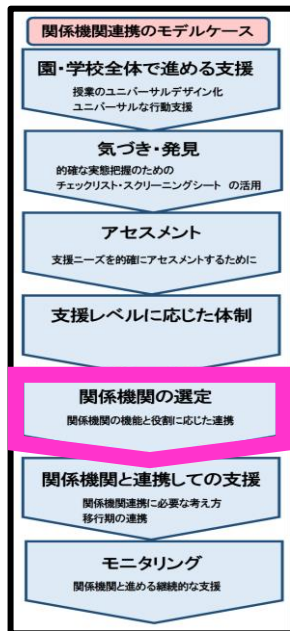 関係機関連携のモデルケース
園・学校全体で進める支援
授業のユニバーサルデザイン化
ユニバーサルな行動支援
気づき・発見
的確な実態把握のための
チェックリスト・スクリーニングシート の活用
アセスメント
支援ニーズを的確にアセスメントするために
支援レベルに応じた体制
関係機関の選定
関係機関の機能と役割に応じた連携
関係機関と連携しての支援
関係機関連携に必要な考え方
移行期の連携
モニタリング
関係機関と進める継続的な支援